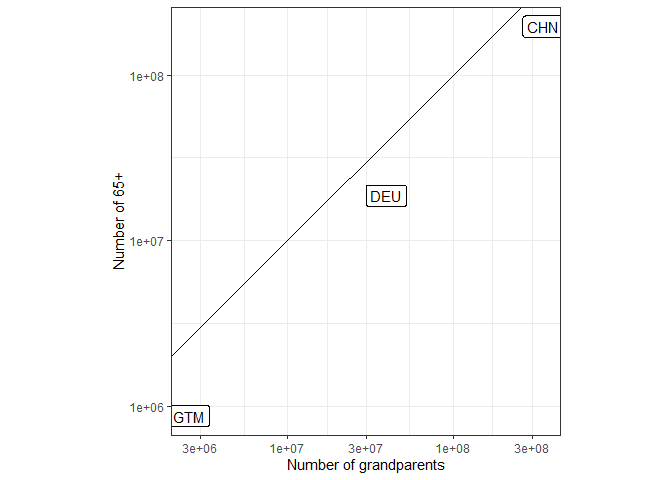 CHN
1e+08
DEU
1e+07
GTM
1e+06
3e+06 1e+07 3e+07 1e+08 3e+08
Number of grandparents
Number of 65+